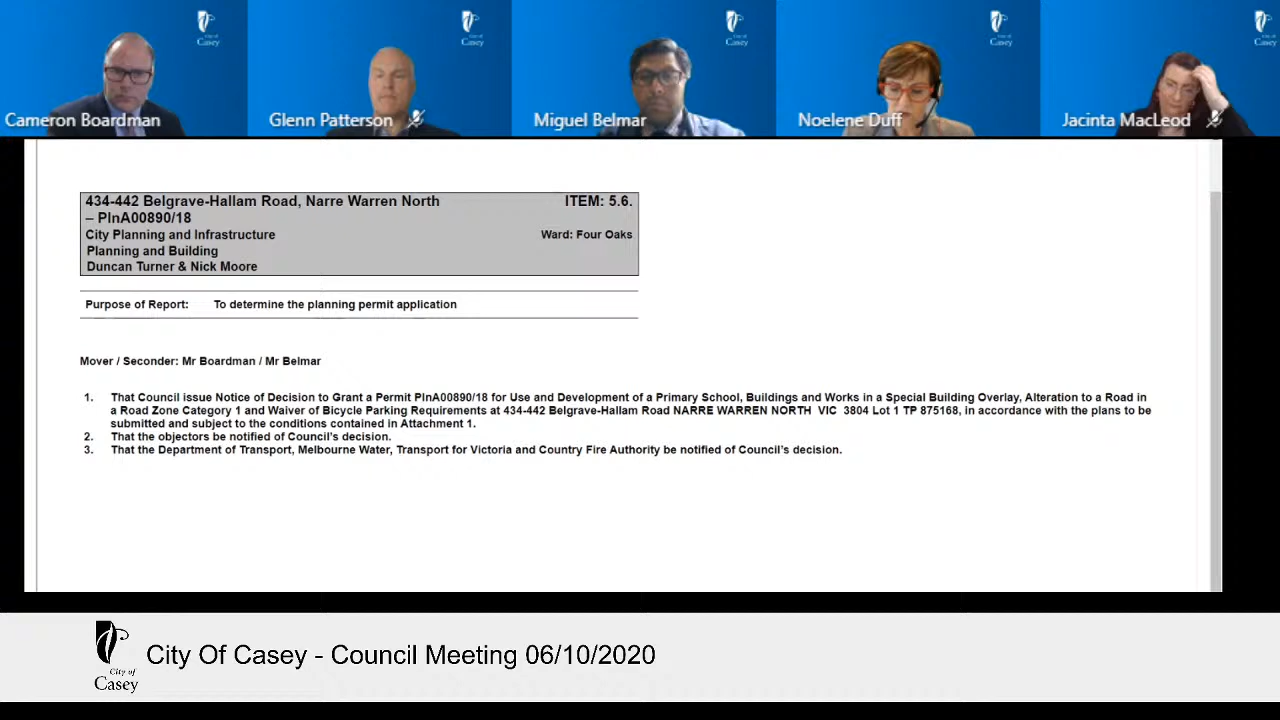 City of
Casey
City of
Casey
City of
Casey
City of
Casey
City of
Casey
Cameron Boardman
Glenn Patterson
Miguel Belmar
Noelene Duff
Jacinta MacLeod
434-442 Belgrave-Hallam Road, Narre Warren North
ITEM: 5.6.
– PlnA00890/18
City Planning and Infrastructure
Ward: Four Oaks
Planning and Building
Duncan Turner & Nick Moore
Purpose of Report: To determine the planning permit application
Mover / Seconder: Mr Boardman / Mr Belmar
1. That Council issue Notice of Decision to Grant a Permit PlnA00890/18 for Use and Development of a Primary School, Buildings and Works in a Special Building Overlay, Alteration to a Road in
a Road Zone Category 1 and Waiver of Bicycle Parking Requirements at 434-442 Belgrave-Hallam Road NARRE WARREN NORTH VIC 3804 Lot 1 TP 875168, in accordance with the plans to be
submitted and subject to the conditions contained in Attachment 1.
2. That the objectors be notified of Council's decision.
3. That the Department of Transport, Melbourne Water, Transport for Victoria and Country Fire Authority be notified of Council's decision.
City of
Casey
City Of Casey - Council Meeting 06/10/2020